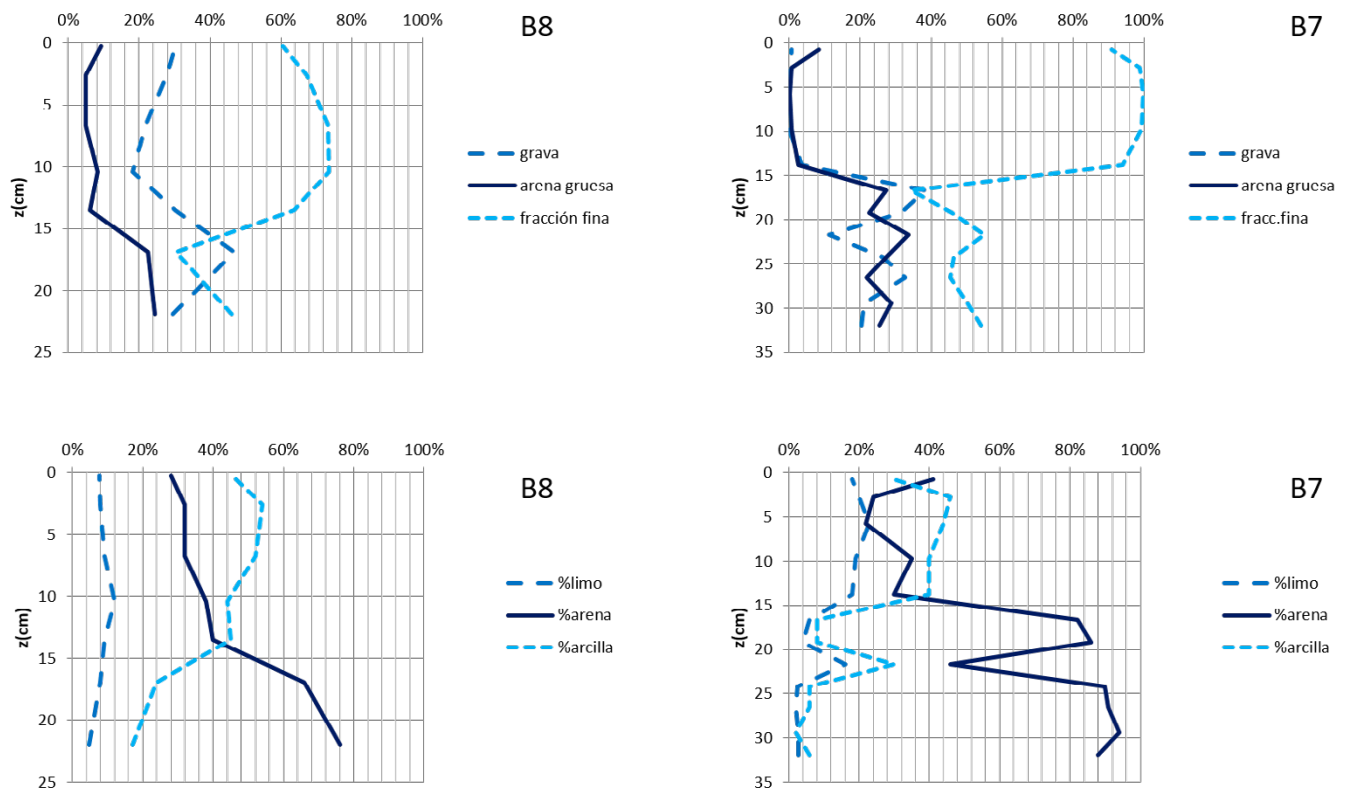 0% 20% 40% 60% 80% 100%
B8
0
5
10
15
20
25
z(cm)
grava
arena gruesa
fracción fina
0% 20% 40% 60% 80% 100%
B7
0
5
10
15
20
25
30
35
z(cm)
grava
arena gruesa
fracc.fina
0% 20% 40% 60% 80% 100%
B8
0
5
10
15
20
25
z(cm)
%limo
%arena
%arcilla
0% 20% 40% 60% 80% 100%
B7
0
5
10
15
20
25
30
35
z(cm)
%limo
%arena
%arcilla